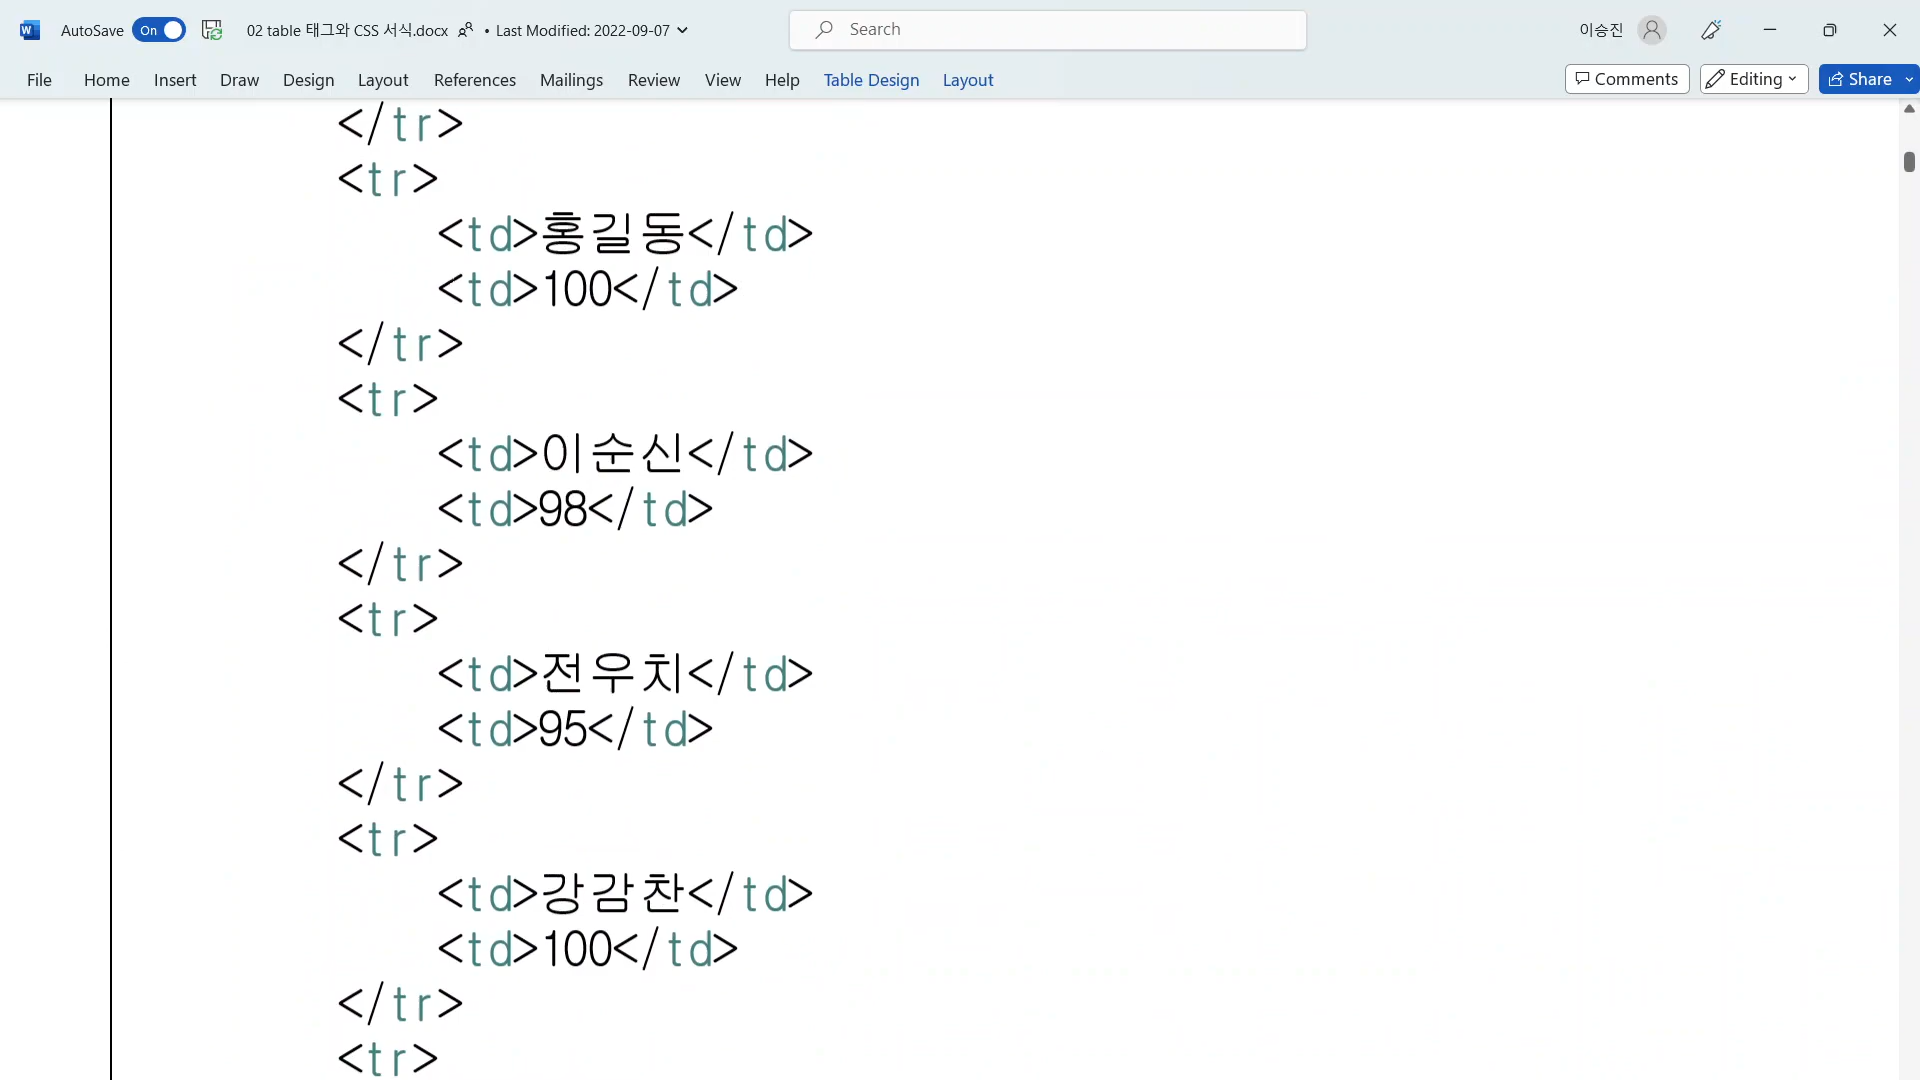 AutoSave On 02 table 태그와 CSS 서식.docx • Last Modified: 2022-09-07 Search 이승진
File Home Insert Draw Design Layout References Mailings Review View Help Table Design Layout Comments Editing Share
</tr>
<tr>
<td>홍길동</td>
<td>100</td>
</tr>
<tr>
<td>이순신</td>
<td>98</td>
</tr>
<tr>
<td>전우치</td>
<td>95</td>
</tr>
<tr>
<td>강감찬</td>
<td>100</td>
</tr>
<tr>